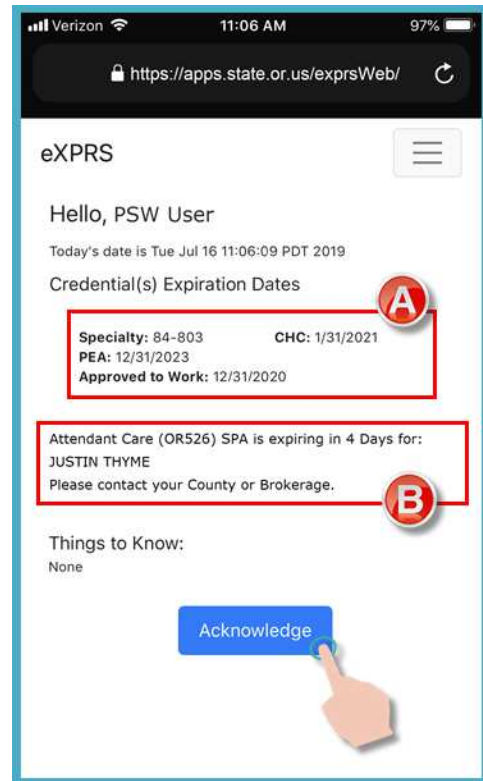 Verizon 11:06 AM 97%
https://apps.state.or.us/exprsWeb/
eXPRS
Hello, PSW User
Today's date is Tue Jul 16 11:06:09 PDT 2019
Credential(s) Expiration Dates
A
Specialty: 84-803 CHC: 1/31/2021
PEA: 12/31/2023
Approved to Work: 12/31/2020
Attendant Care (OR526) SPA is expiring in 4 Days for:
JUSTIN THYME
Please contact your County or Brokerage.
B
Things to Know:
None
Acknowledge